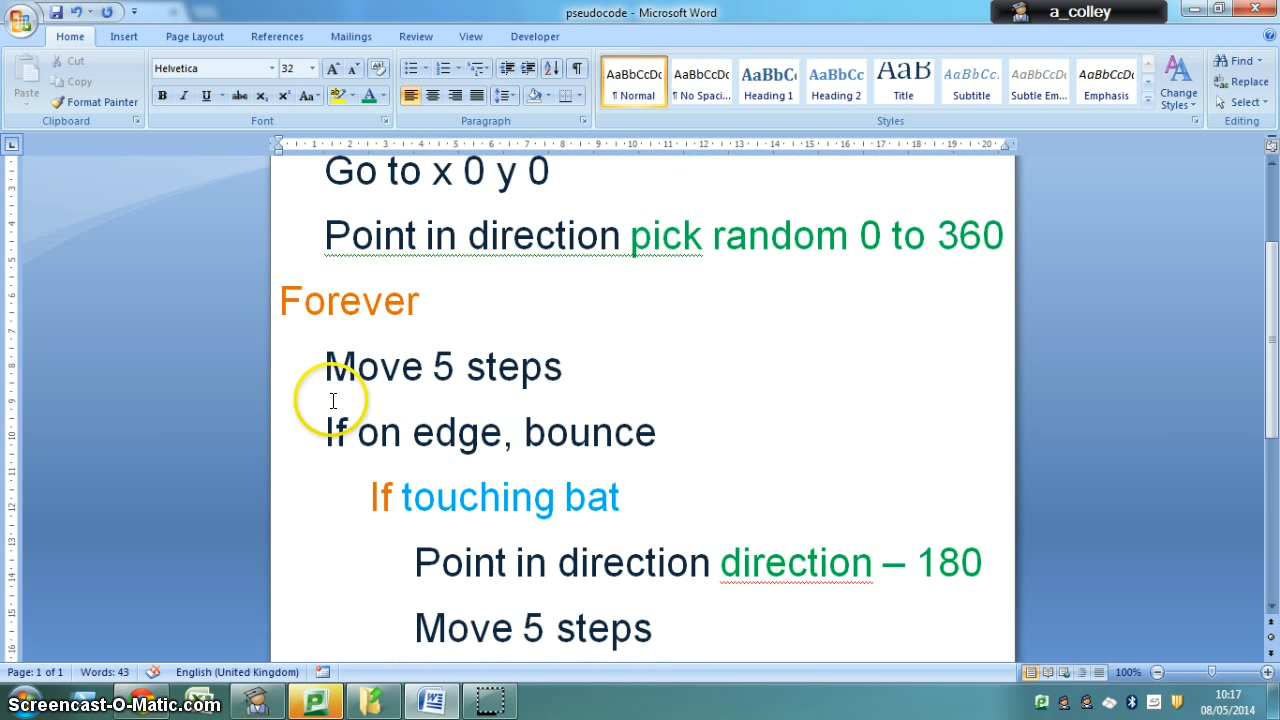 pseudocode - Microsoft Word
a_colley
Home Insert Page Layout References Mailings Review View Developer
Paste
Cut
Copy
Format Painter
Clipboard
Helvetica 32
Font
Paragraph
AaBbCcDc AaBbCcDc AaBbCc AaBbCc AaB AaBbCc. AaBbCcDc AaBbCcDc
¶ Normal ¶ No Spaci... Heading 1 Heading 2 Title Subtitle Subtle Em... Emphasis
Change Styles
Styles
Find
Replace
Select
Editing
Go to x 0 y 0
Point in direction pick random 0 to 360
Forever
Move 5 steps
If on edge, bounce
If touching bat
Point in direction direction – 180
Move 5 steps
Page: 1 of 1 Words: 43 English (United Kingdom) 100%
Screencast-O-Matic.com
10:17
08/05/2014